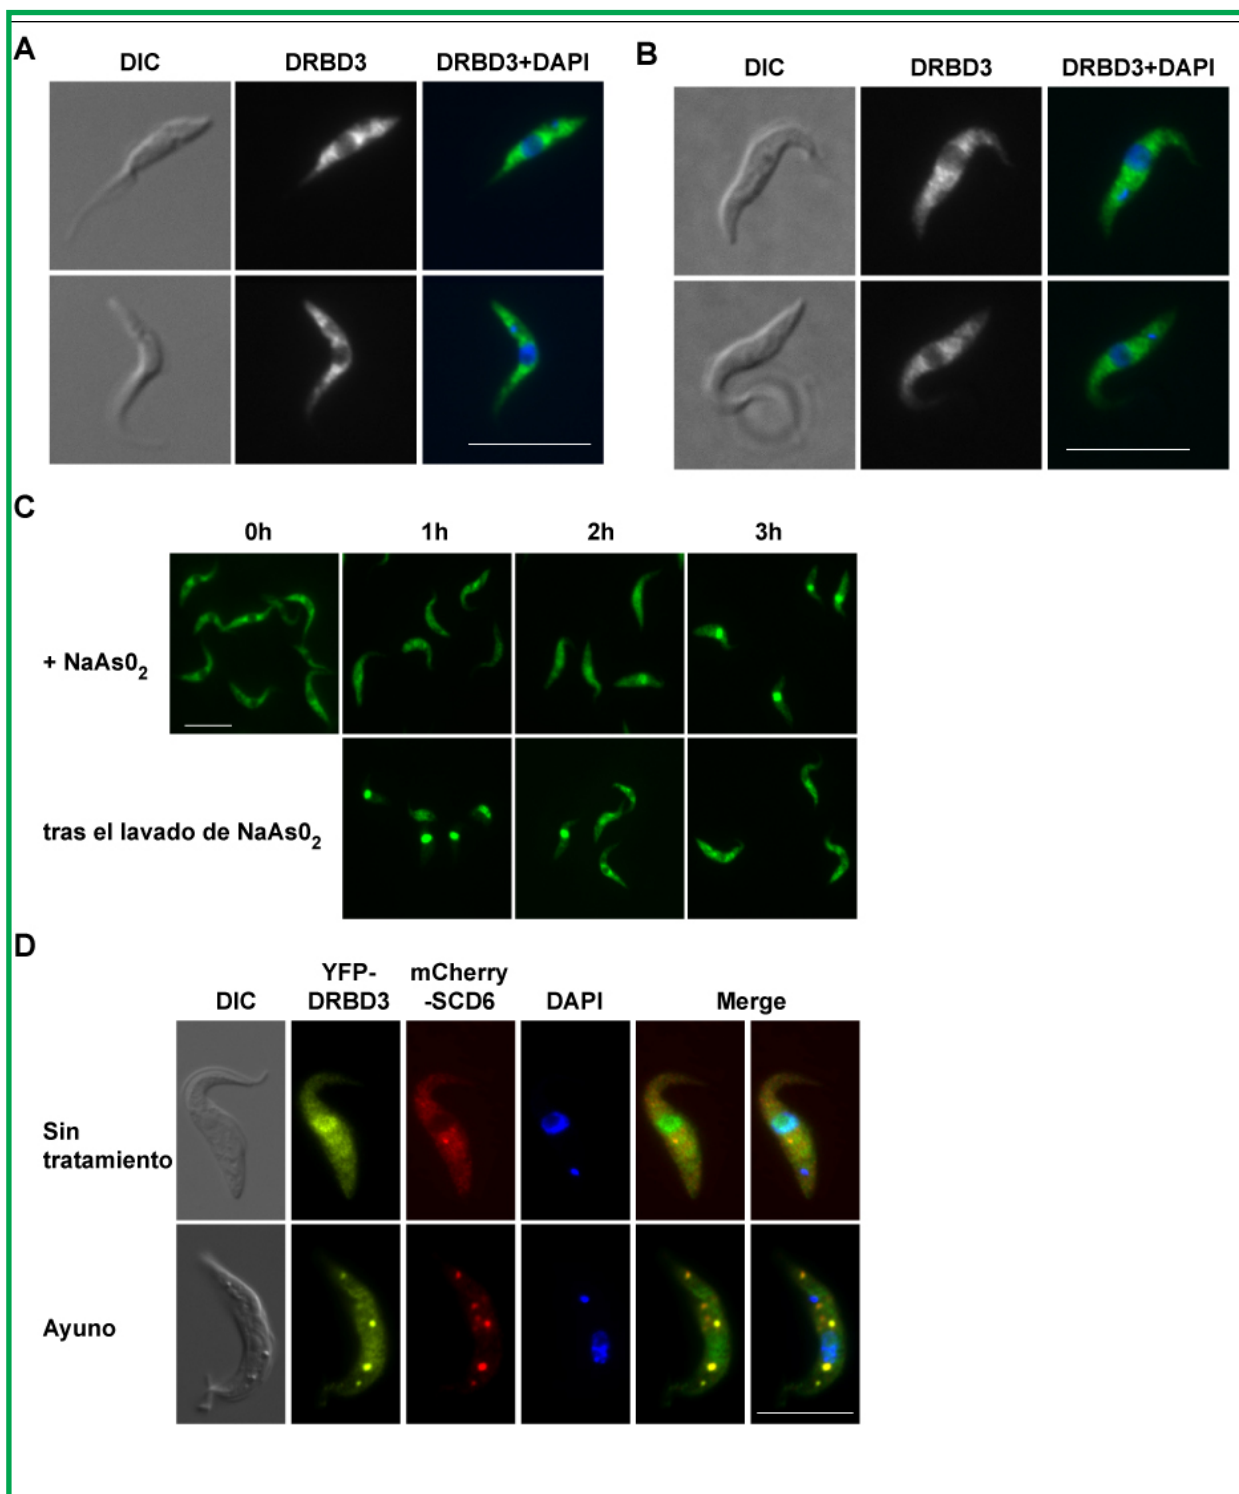 A
DIC DRBD3 DRBD3+DAPI
B
DIC DRBD3 DRBD3+DAPI
C
0h 1h 2h 3h
+ NaAs0₂
tras el lavado de NaAs0₂
D
YFP- mCherry
DIC DRBD3 -SCD6 DAPI Merge
Sin
tratamiento
Ayuno